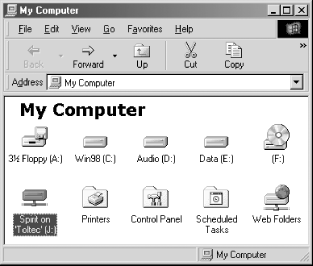 My Computer
File Edit View Go Favorites Help
Back Forward Up Cut Copy »
Address My Computer
My Computer
3½ Floppy (A:) Win98 (C:) Audio (D:) Data (E:) (F:)
Spirit on Printers Control Panel Scheduled Web Folders
'Toltec' (J:) Tasks
My Computer